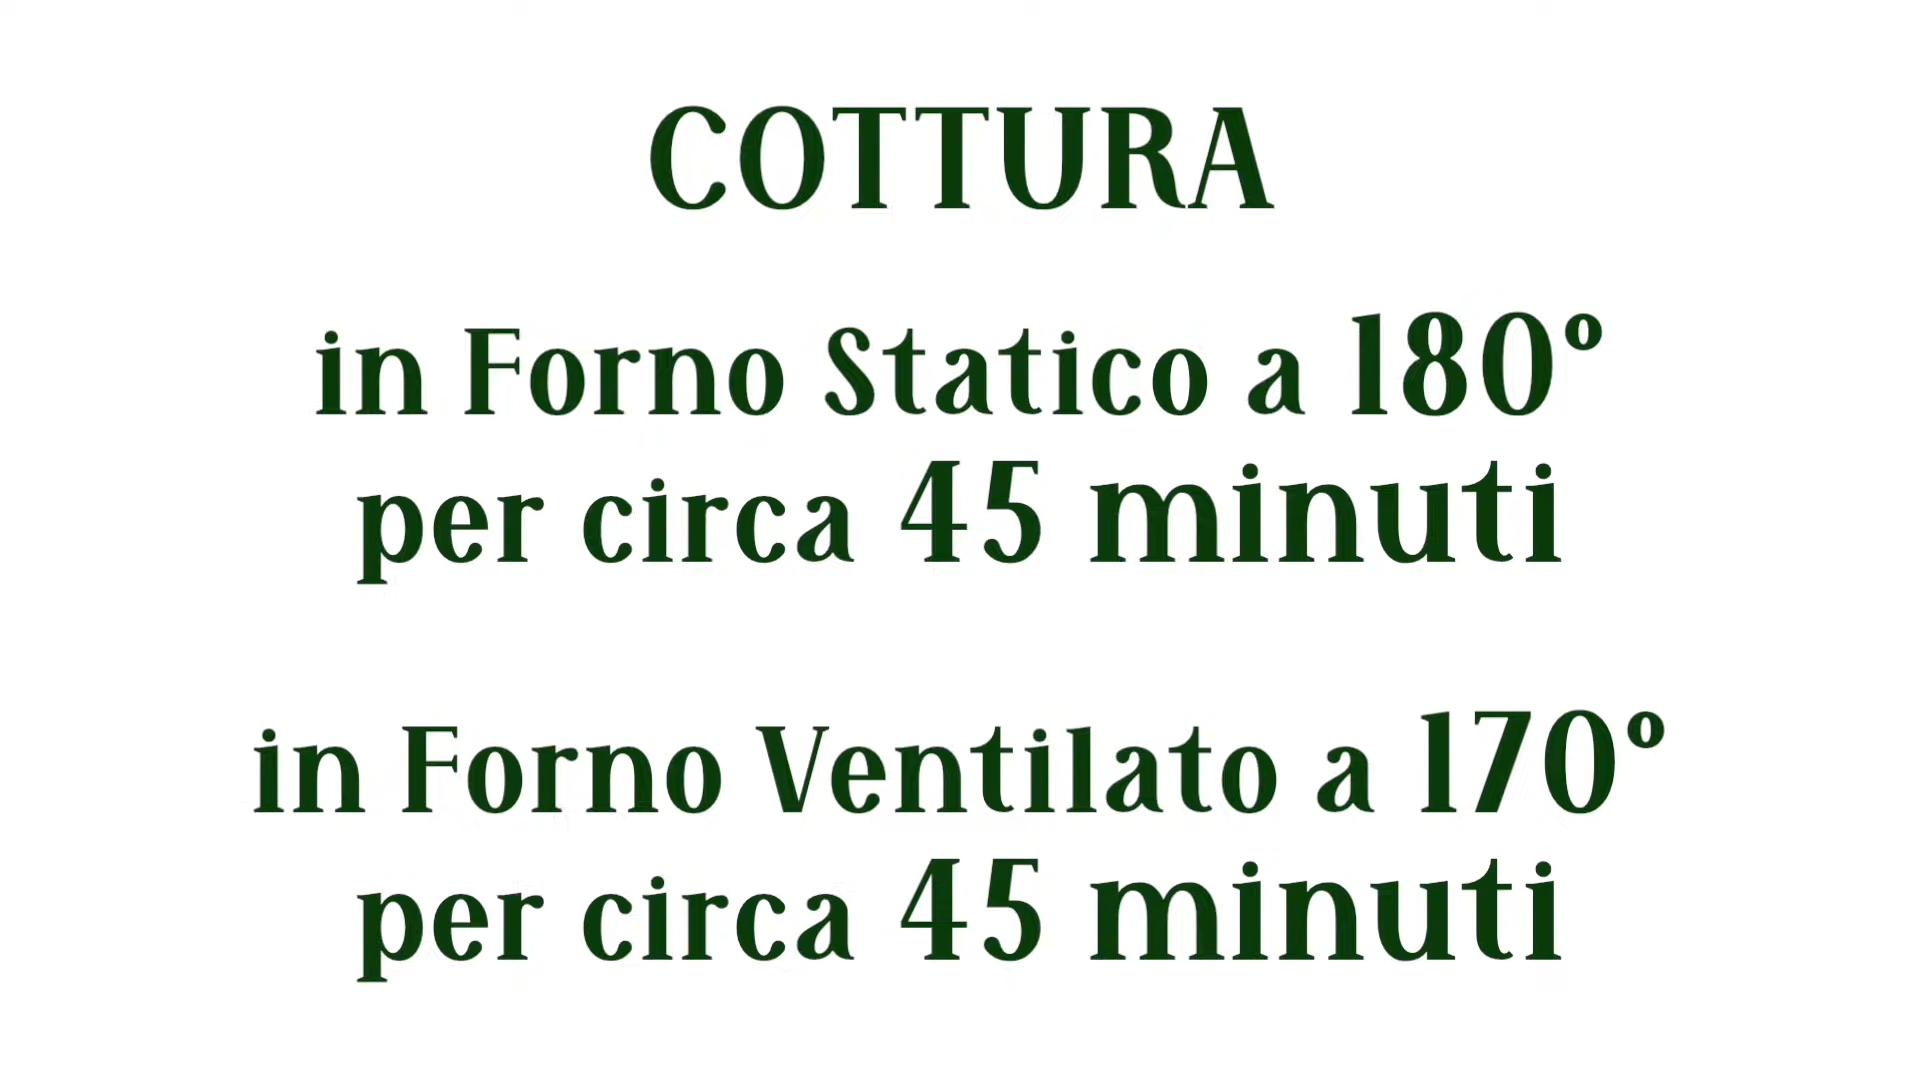 COTTURA
in Forno Statico a 180°
per circa 45 minuti
in Forno Ventilato a 170°
per circa 45 minuti